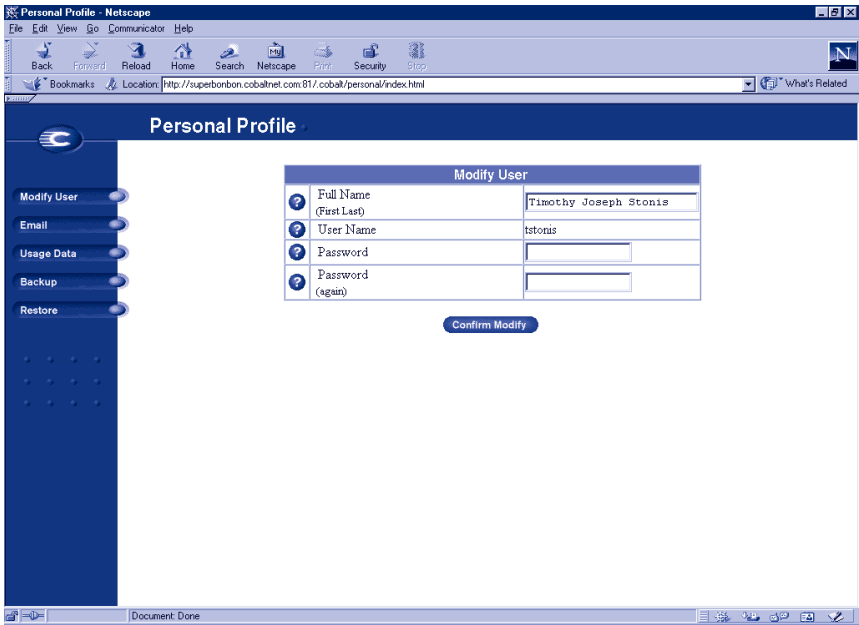 Personal Profile - Netscape
File Edit View Go Communicator Help
Back Forward Reload Home Search Netscape Print Security Stop
Bookmarks Location: http://superbonbon.cobaltnet.com:81/.cobalt/personal/index.html What's Related
Personal Profile
Modify User
Email
Usage Data
Backup
Restore
Modify User
Full Name
(First Last)
Timothy Joseph Stonis
User Name tstonis
Password
Password
(again)
Confirm Modify
Document: Done